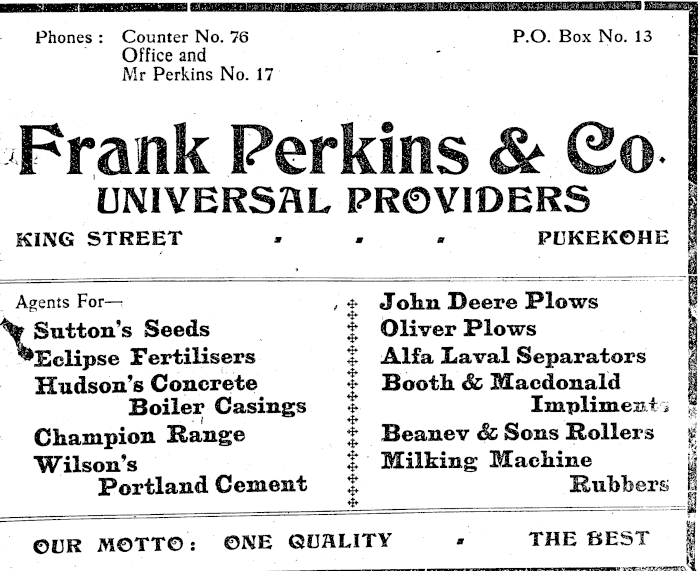 Phones : Counter No. 76
Office and
Mr Perkins No. 17
P.O. Box No. 13
Frank Perkins & Co.
UNIVERSAL PROVIDERS
KING STREET - - - PUKEKOHE
Agents For—
Sutton's Seeds
Eclipse Fertilisers
Hudson's Concrete
Boiler Casings
Champion Range
Wilson's
Portland Cement
John Deere Plows
Oliver Plows
Alfa Laval Separators
Booth & Macdonald
Impliments
Beanev & Sons Rollers
Milking Machine
Rubbers
OUR MOTTO: ONE QUALITY - THE BEST